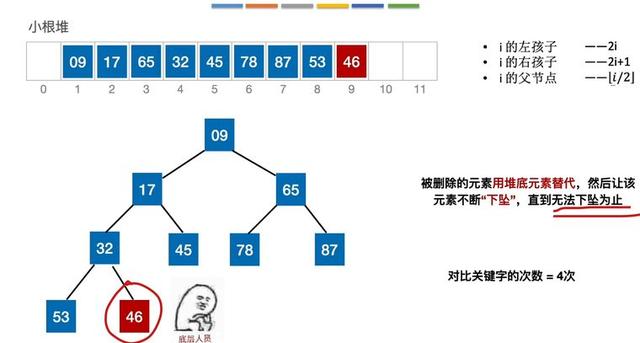 小根堆
09 17 65 32 45 78 87 53 46
0 1 2 3 4 5 6 7 8 9 10 11
• i 的左孩子 ——2i
• i 的右孩子 ——2i+1
• i 的父节点 ——⌊i/2⌋
09
17 65
被删除的元素用堆底元素替代，然后让该
元素不断“下坠”，直到无法下坠为止
32 45 78 87
对比关键字的次数 = 4次
53 46
底层人员